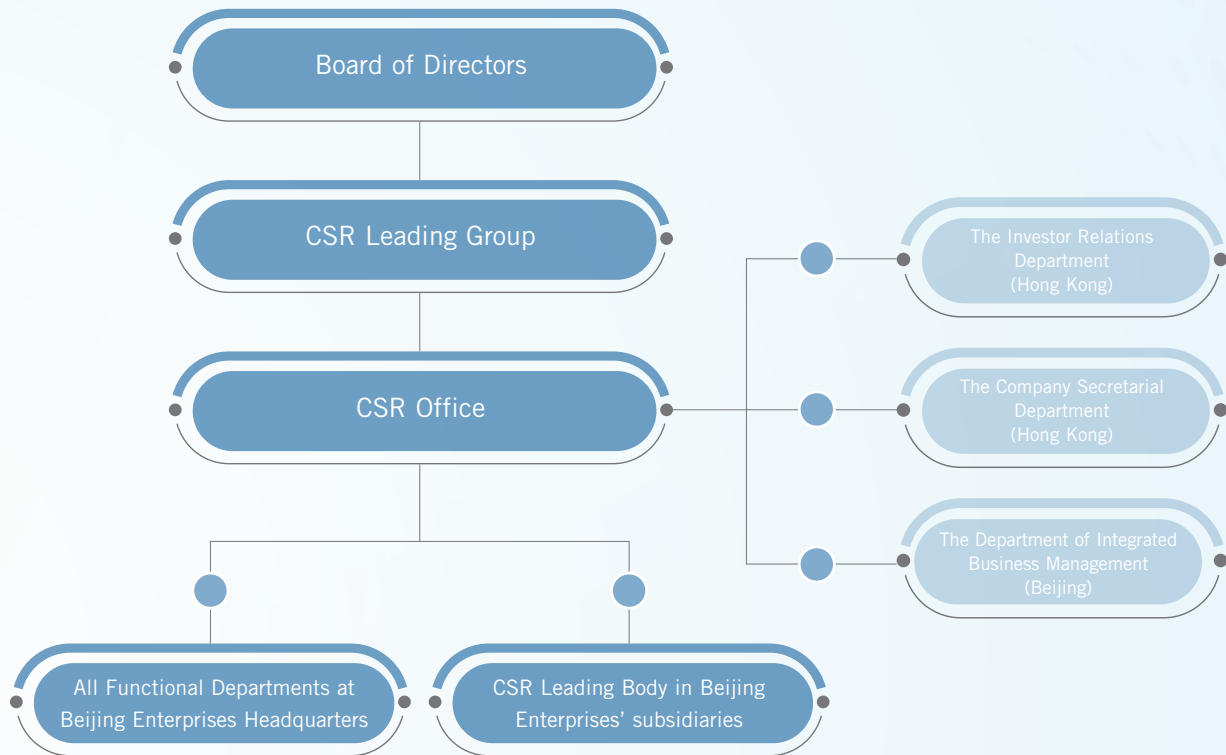 Board of Directors
CSR Leading Group
CSR Office
The Investor Relations
Department
(Hong Kong)
The Company Secretarial
Department
(Hong Kong)
The Department of Integrated
Business Management
(Beijing)
All Functional Departments at
Beijing Enterprises Headquarters
CSR Leading Body in Beijing
Enterprises’ subsidiaries